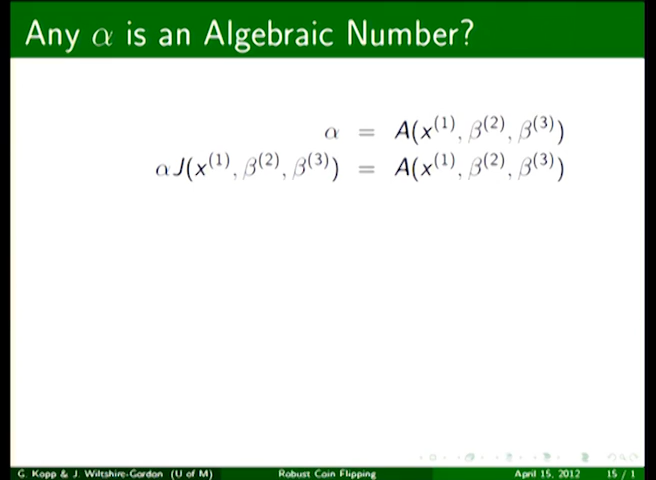 Any α is an Algebraic Number?
α = A(x⁽¹⁾, β⁽²⁾, β⁽³⁾)
αJ(x⁽¹⁾, β⁽²⁾, β⁽³⁾) = A(x⁽¹⁾, β⁽²⁾, β⁽³⁾)
G. Kopp & J. Wiltshire-Gordon (U of M) Robust Coin Flipping April 15, 2012 15 / 1